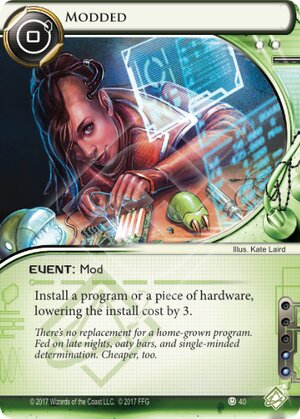 0
MODDED
Illus. Kate Laird
EVENT: Mod
Install a program or a piece of hardware,
lowering the install cost by 3.
There's no replacement for a home-grown program.
Fed on late nights, oaty bars, and single-minded
determination. Cheaper, too.
© 2017 Wizards of the Coast LLC. © 2017 FFG
40